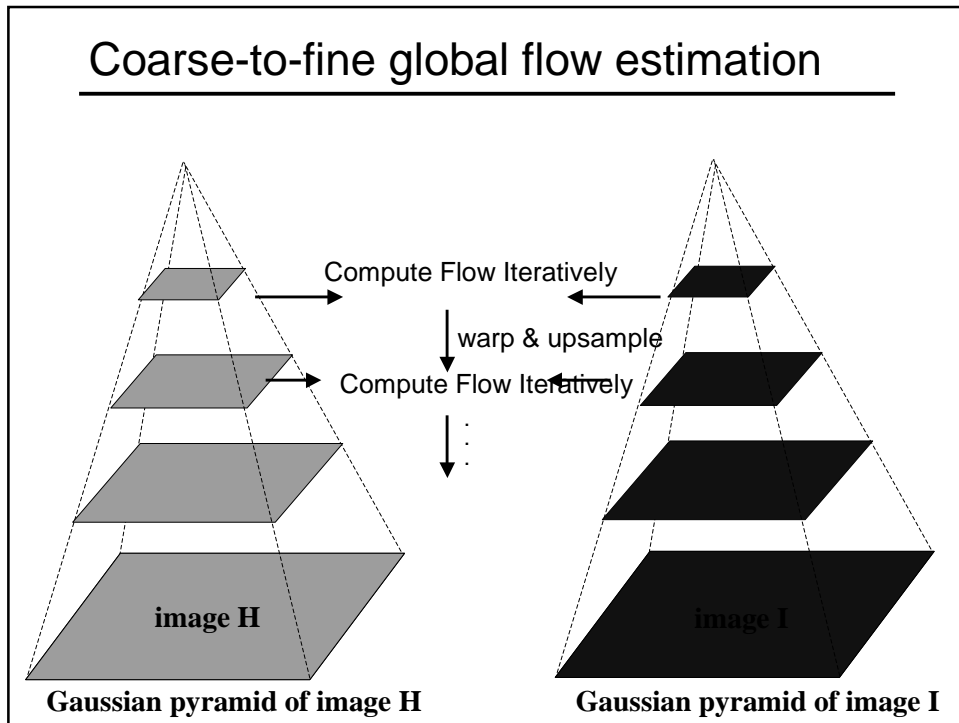 Coarse-to-fine global flow estimation
Compute Flow Iteratively
warp & upsample
Compute Flow Iteratively
.
.
.
image H
image I
Gaussian pyramid of image H
Gaussian pyramid of image I